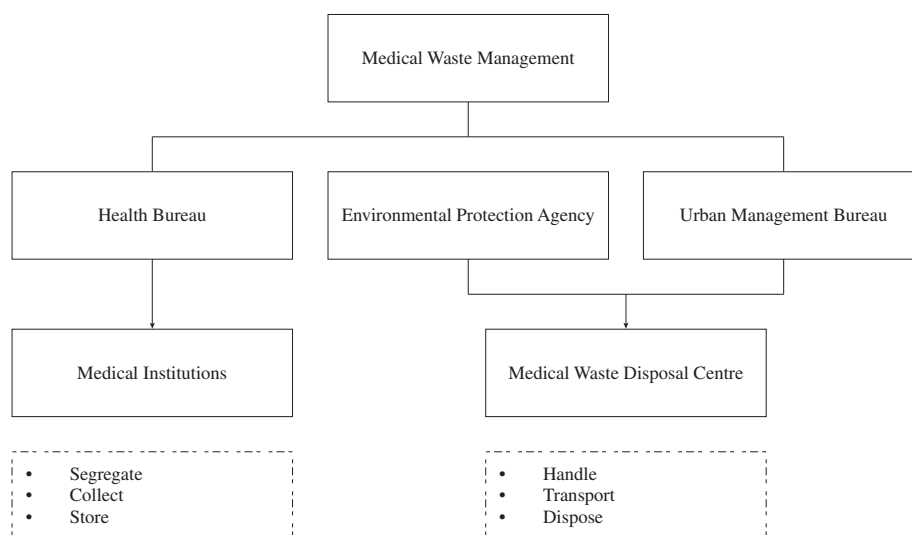 Medical Waste Management
Health Bureau
Environmental Protection Agency
Urban Management Bureau
Medical Institutions
Medical Waste Disposal Centre
• Segregate
• Collect
• Store
• Handle
• Transport
• Dispose